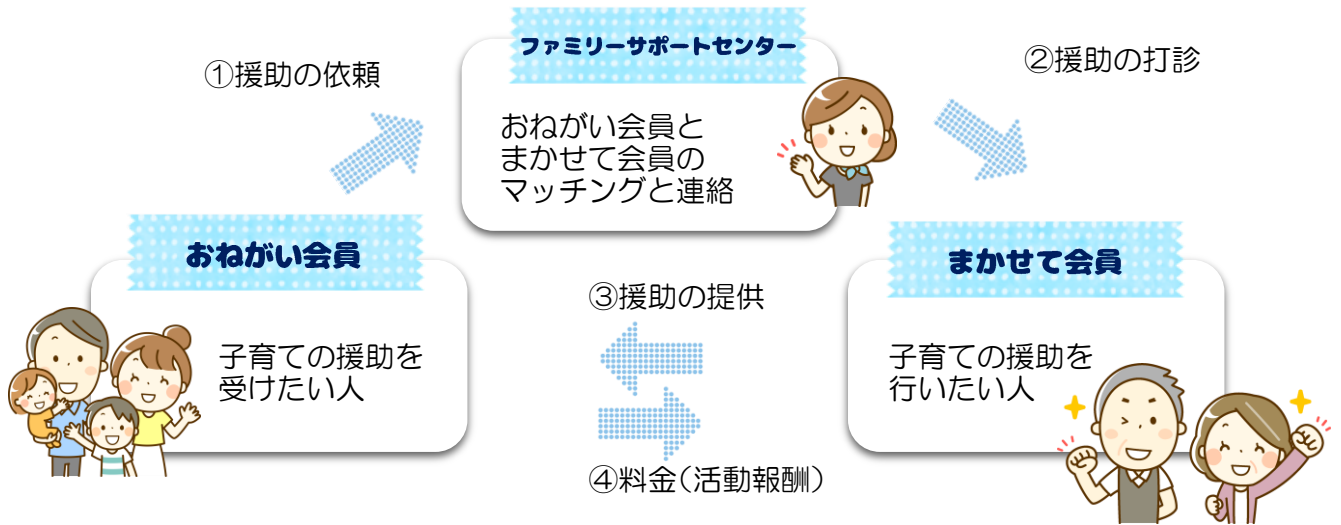 ファミリーサポートセンター
①援助の依頼
②援助の打診
おねがい会員と
まかせて会員の
マッチングと連絡
おねがい会員
まかせて会員
③援助の提供
子育ての援助を
受けたい人
子育ての援助を
行いたい人
④料金(活動報酬)